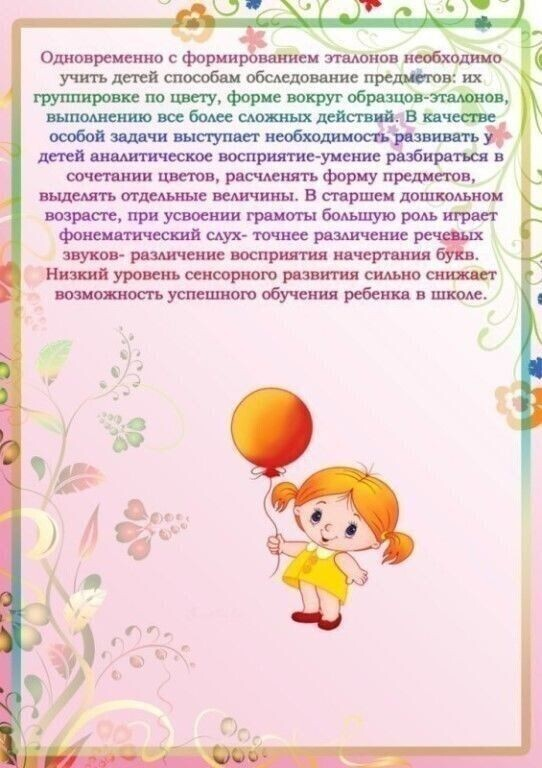 Одновременно с формированием эталонов необходимо
учить детей способам обследование предметов: их
группировке по цвету, форме вокруг образцов-эталонов,
выполнению все более сложных действий. В качестве
особой задачи выступает необходимость развивать у
детей аналитическое восприятие-умение разбираться в
сочетании цветов, расчленять форму предметов,
выделять отдельные величины. В старшем дошкольном
возрасте, при усвоении грамоты большую роль играет
фонематический слух- точнее различение речевых
звуков- различение восприятия начертания букв.
Низкий уровень сенсорного развития сильно снижает
возможность успешного обучения ребенка в школе.